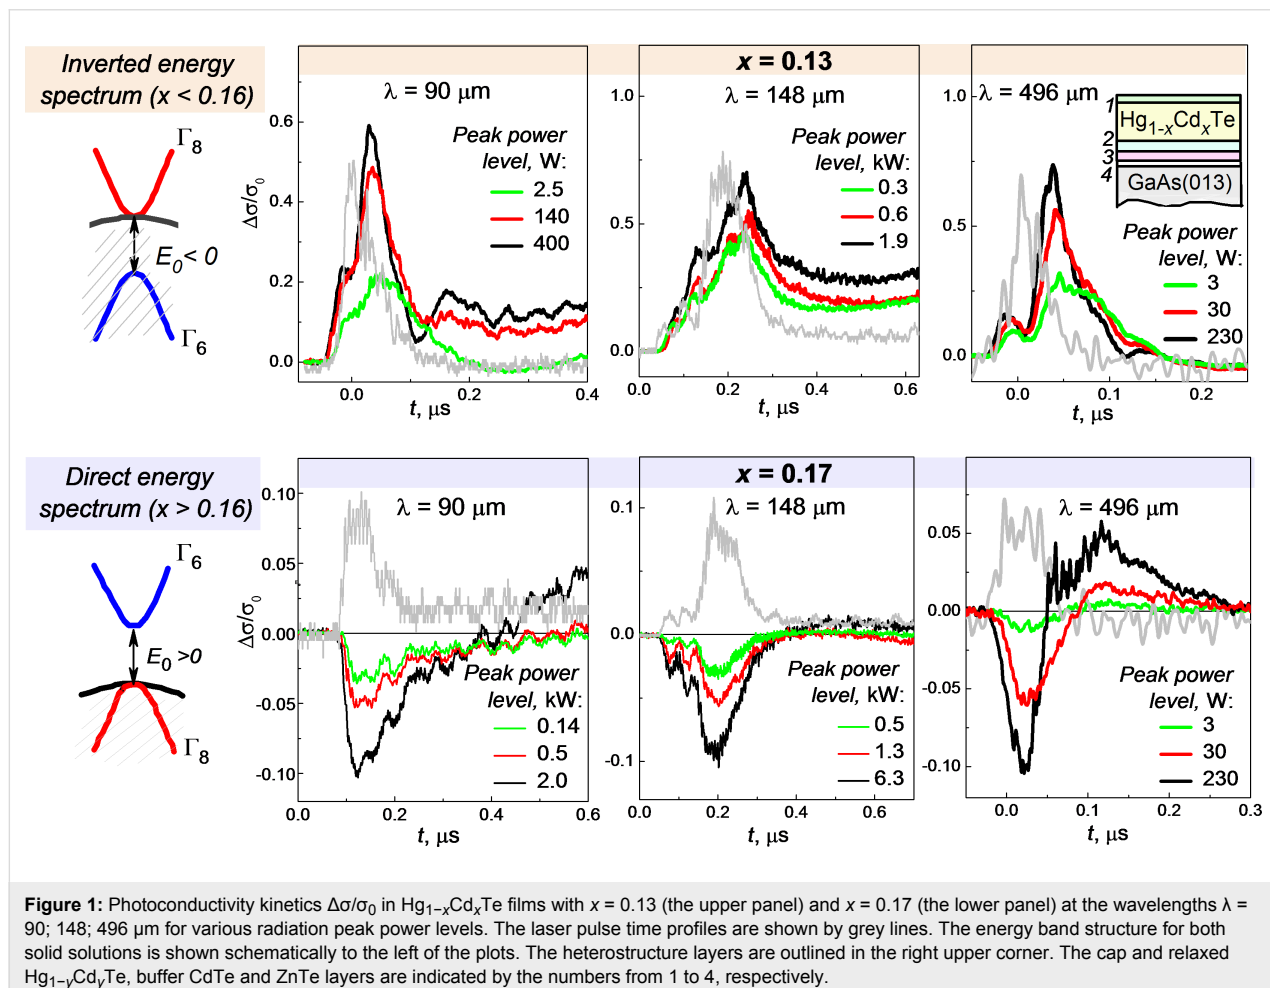 Inverted energy
spectrum (x < 0.16)
Γ8
E0 < 0
Γ6
x = 0.13
λ = 90 μm
Peak power
level, W:
2.5
140
400
Δσ/σ0
0.6
0.4
0.2
0.0
0.0 0.1 0.2 0.3 0.4
t, μs
λ = 148 μm
Peak power
level, kW:
0.3
0.6
1.9
1.0
0.5
0.0
0.0 0.2 0.4 0.6
t, μs
λ = 496 μm
1
Hg1−xCdxTe
2
3
4
GaAs(013)
Peak power
level, W:
3
30
230
1.0
0.5
0.0
0.0 0.1 0.2
t, μs
Direct energy
spectrum (x > 0.16)
Γ6
E0 >0
Γ8
x = 0.17
λ = 90 μm
Δσ/σ0
0.10
0.05
0.00
-0.05
-0.10
Peak power
level, kW:
0.14
0.5
2.0
0.0 0.2 0.4 0.6
t, μs
λ = 148 μm
0.1
0.0
-0.1
Peak power
level, kW:
0.5
1.3
6.3
0.0 0.2 0.4 0.6
t, μs
λ = 496 μm
0.05
0.00
-0.05
-0.10
Peak power
level, W:
3
30
230
0.0 0.1 0.2 0.3
t, μs
Figure 1: Photoconductivity kinetics Δσ/σ0 in Hg1−xCdxTe films with x = 0.13 (the upper panel) and x = 0.17 (the lower panel) at the wavelengths λ =
90; 148; 496 μm for various radiation peak power levels. The laser pulse time profiles are shown by grey lines. The energy band structure for both
solid solutions is shown schematically to the left of the plots. The heterostructure layers are outlined in the right upper corner. The cap and relaxed
Hg1−yCdyTe, buffer CdTe and ZnTe layers are indicated by the numbers from 1 to 4, respectively.